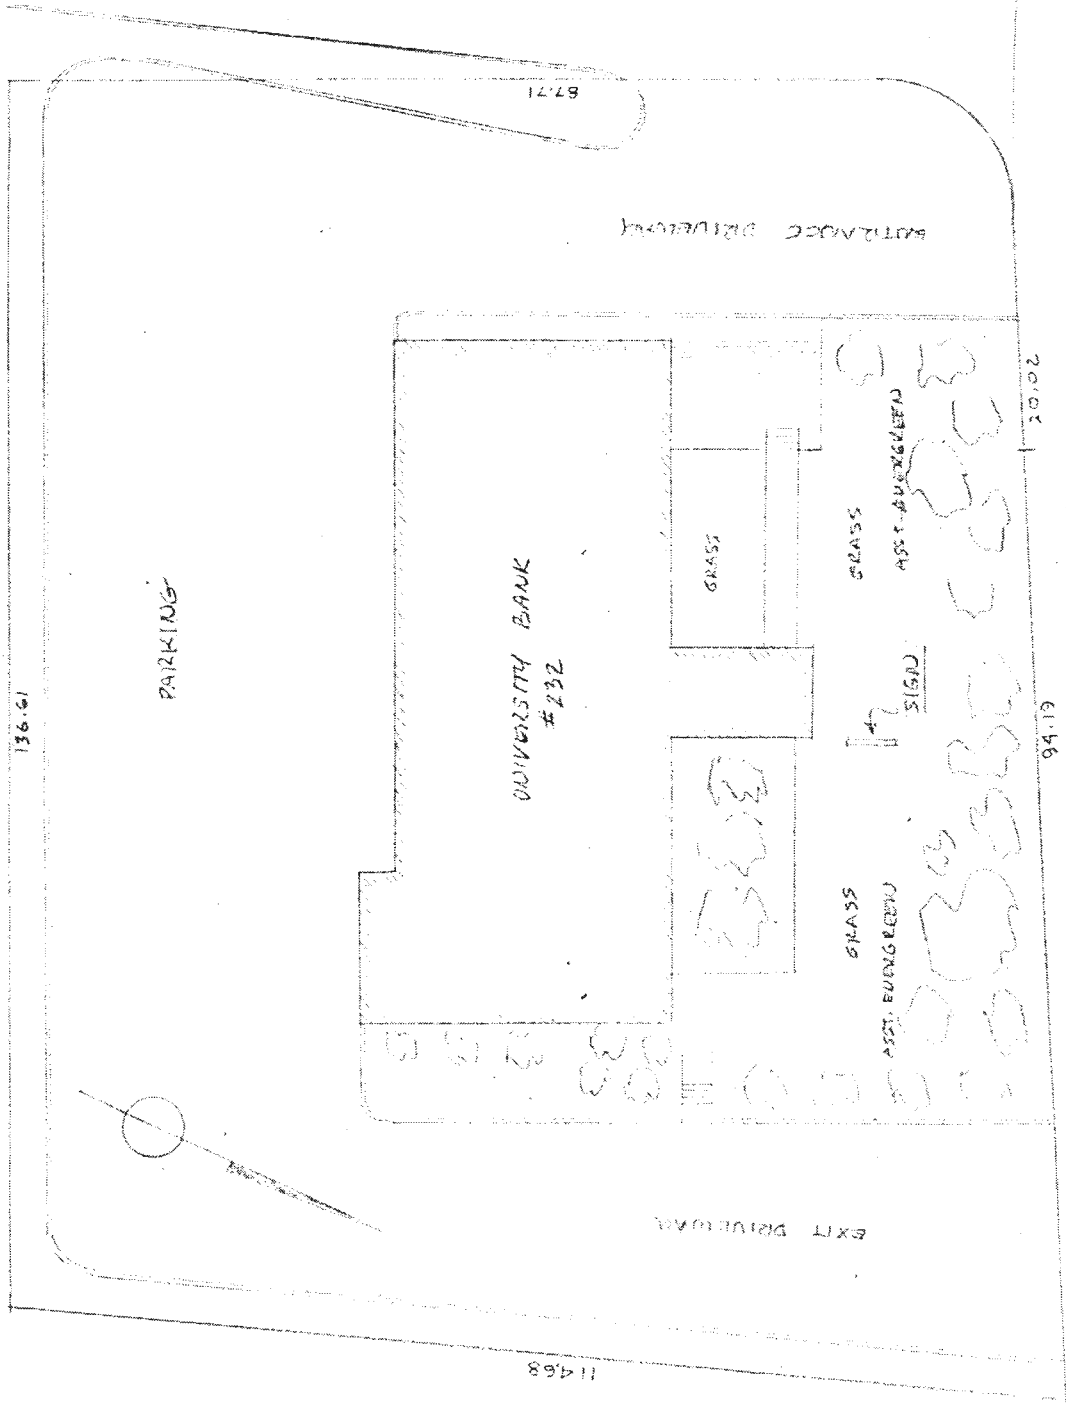 87.71
ENTRANCE DRIVEWAY
20.02
ASST. EVERGREEN
GRASS
GRASS
PARKING
136.61
UNIVERSITY BANK
#232
SIGN
94.19
GRASS
ASST. EVERGREEN
EXIT DRIVEWAY
114.68